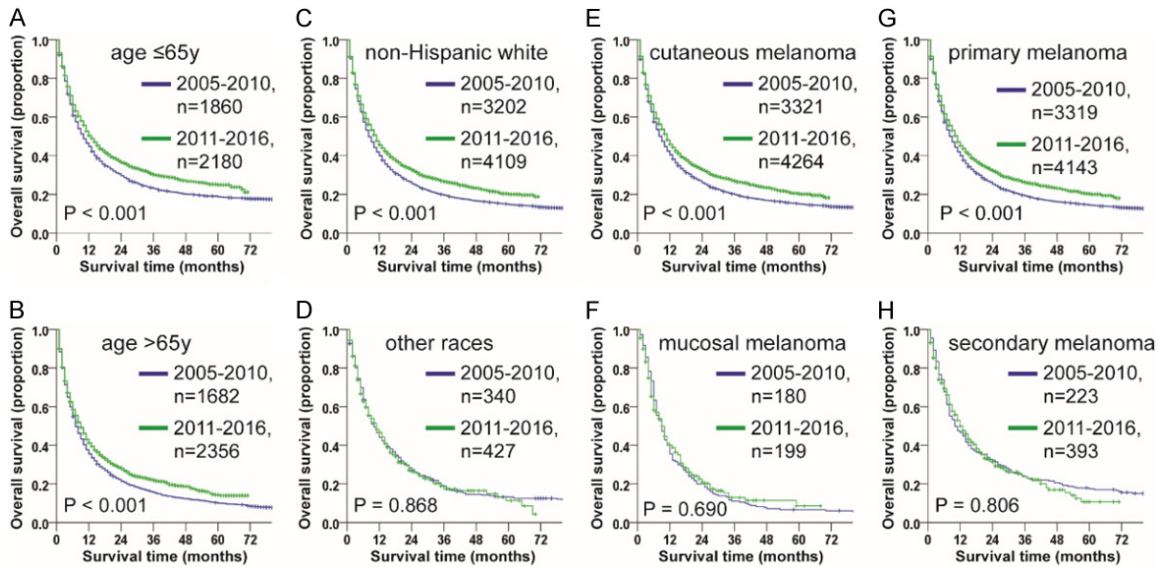 A
age ≤65y
2005-2010,
n=1860
2011-2016,
n=2180
P < 0.001
Overall survival (proportion)
1.0
0.8
0.6
0.4
0.2
0.0
0 12 24 36 48 60 72
Survival time (months)
C
non-Hispanic white
2005-2010,
n=3202
2011-2016,
n=4109
P < 0.001
Overall survival (proportion)
1.0
0.8
0.6
0.4
0.2
0.0
0 12 24 36 48 60 72
Survival time (months)
E
cutaneous melanoma
2005-2010,
n=3321
2011-2016,
n=4264
P < 0.001
Overall survival (proportion)
1.0
0.8
0.6
0.4
0.2
0.0
0 12 24 36 48 60 72
Survival time (months)
G
primary melanoma
2005-2010,
n=3319
2011-2016,
n=4143
P < 0.001
Overall survival (proportion)
1.0
0.8
0.6
0.4
0.2
0.0
0 12 24 36 48 60 72
Survival time (months)
B
age >65y
2005-2010,
n=1682
2011-2016,
n=2356
P < 0.001
Overall survival (proportion)
1.0
0.8
0.6
0.4
0.2
0.0
0 12 24 36 48 60 72
Survival time (months)
D
other races
2005-2010,
n=340
2011-2016,
n=427
P = 0.868
Overall survival (proportion)
1.0
0.8
0.6
0.4
0.2
0.0
0 12 24 36 48 60 72
Survival time (months)
F
mucosal melanoma
2005-2010,
n=180
2011-2016,
n=199
P = 0.690
Overall survival (proportion)
1.0
0.8
0.6
0.4
0.2
0.0
0 12 24 36 48 60 72
Survival time (months)
H
secondary melanoma
2005-2010,
n=223
2011-2016,
n=393
P = 0.806
Overall survival (proportion)
1.0
0.8
0.6
0.4
0.2
0.0
0 12 24 36 48 60 72
Survival time (months)